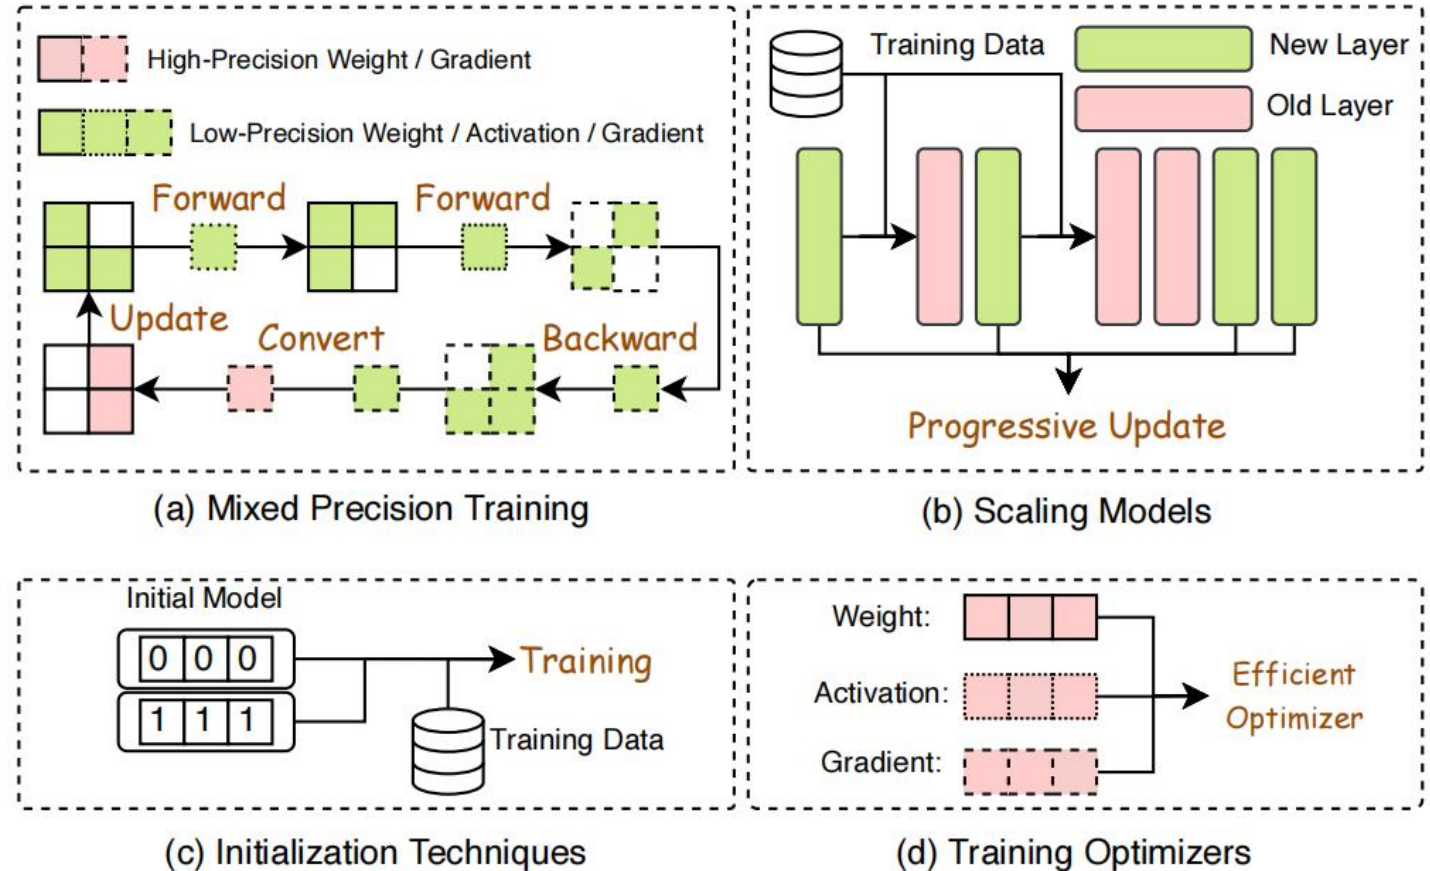 High-Precision Weight / Gradient
Low-Precision Weight / Activation / Gradient
Forward
Forward
Update
Convert
Backward
(a) Mixed Precision Training
Training Data
New Layer
Old Layer
Progressive Update
(b) Scaling Models
Initial Model
0 0 0
1 1 1
Training
Training Data
(c) Initialization Techniques
Weight:
Activation:
Gradient:
Efficient
Optimizer
(d) Training Optimizers